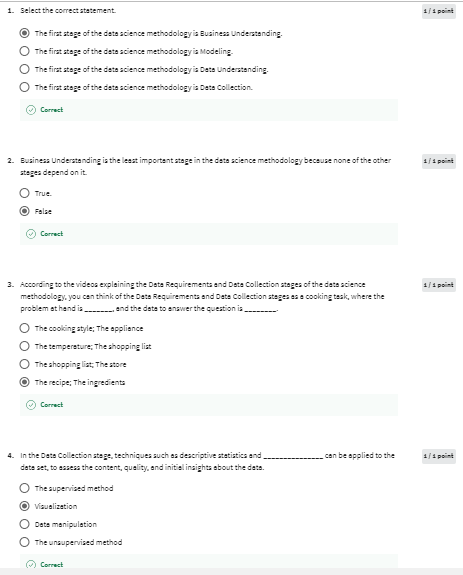 1. Select the correct statement.
1 / 1 point
The first stage of the data science methodology is Business Understanding.
The first stage of the data science methodology is Modeling.
The first stage of the data science methodology is Data Understanding.
The first stage of the data science methodology is Data Collection.
Correct
2. Business Understanding is the least important stage in the data science methodology because none of the other
1 / 1 point
stages depend on it.
True.
False
Correct
3. According to the videos explaining the Data Requirements and Data Collection stages of the data science
1 / 1 point
methodology, you can think of the Data Requirements and Data Collection stages as a cooking task, where the
problem at hand is _______, and the data to answer the question is ________.
The cooking style; The appliance
The temperature; The shopping list
The shopping list; The store
The recipe; The ingredients
Correct
4. In the Data Collection stage, techniques such as descriptive statistics and _______________ can be applied to the
1 / 1 point
data set, to assess the content, quality, and initial insights about the data.
The supervised method
Visualization
Data manipulation
The unsupervised method
Correct